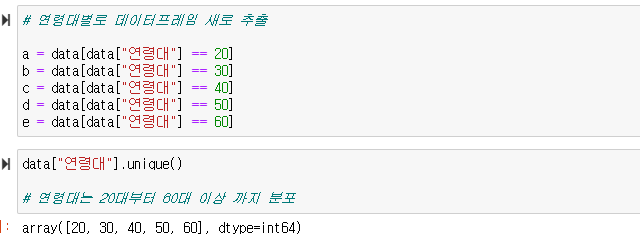 # 연령대별로 데이터프레임 새로 추출
a = data[data["연령대"] == 20]
b = data[data["연령대"] == 30]
c = data[data["연령대"] == 40]
d = data[data["연령대"] == 50]
e = data[data["연령대"] == 60]
data["연령대"].unique()
# 연령대는 20대부터 60대 이상 까지 분포
array([20, 30, 40, 50, 60], dtype=int64)